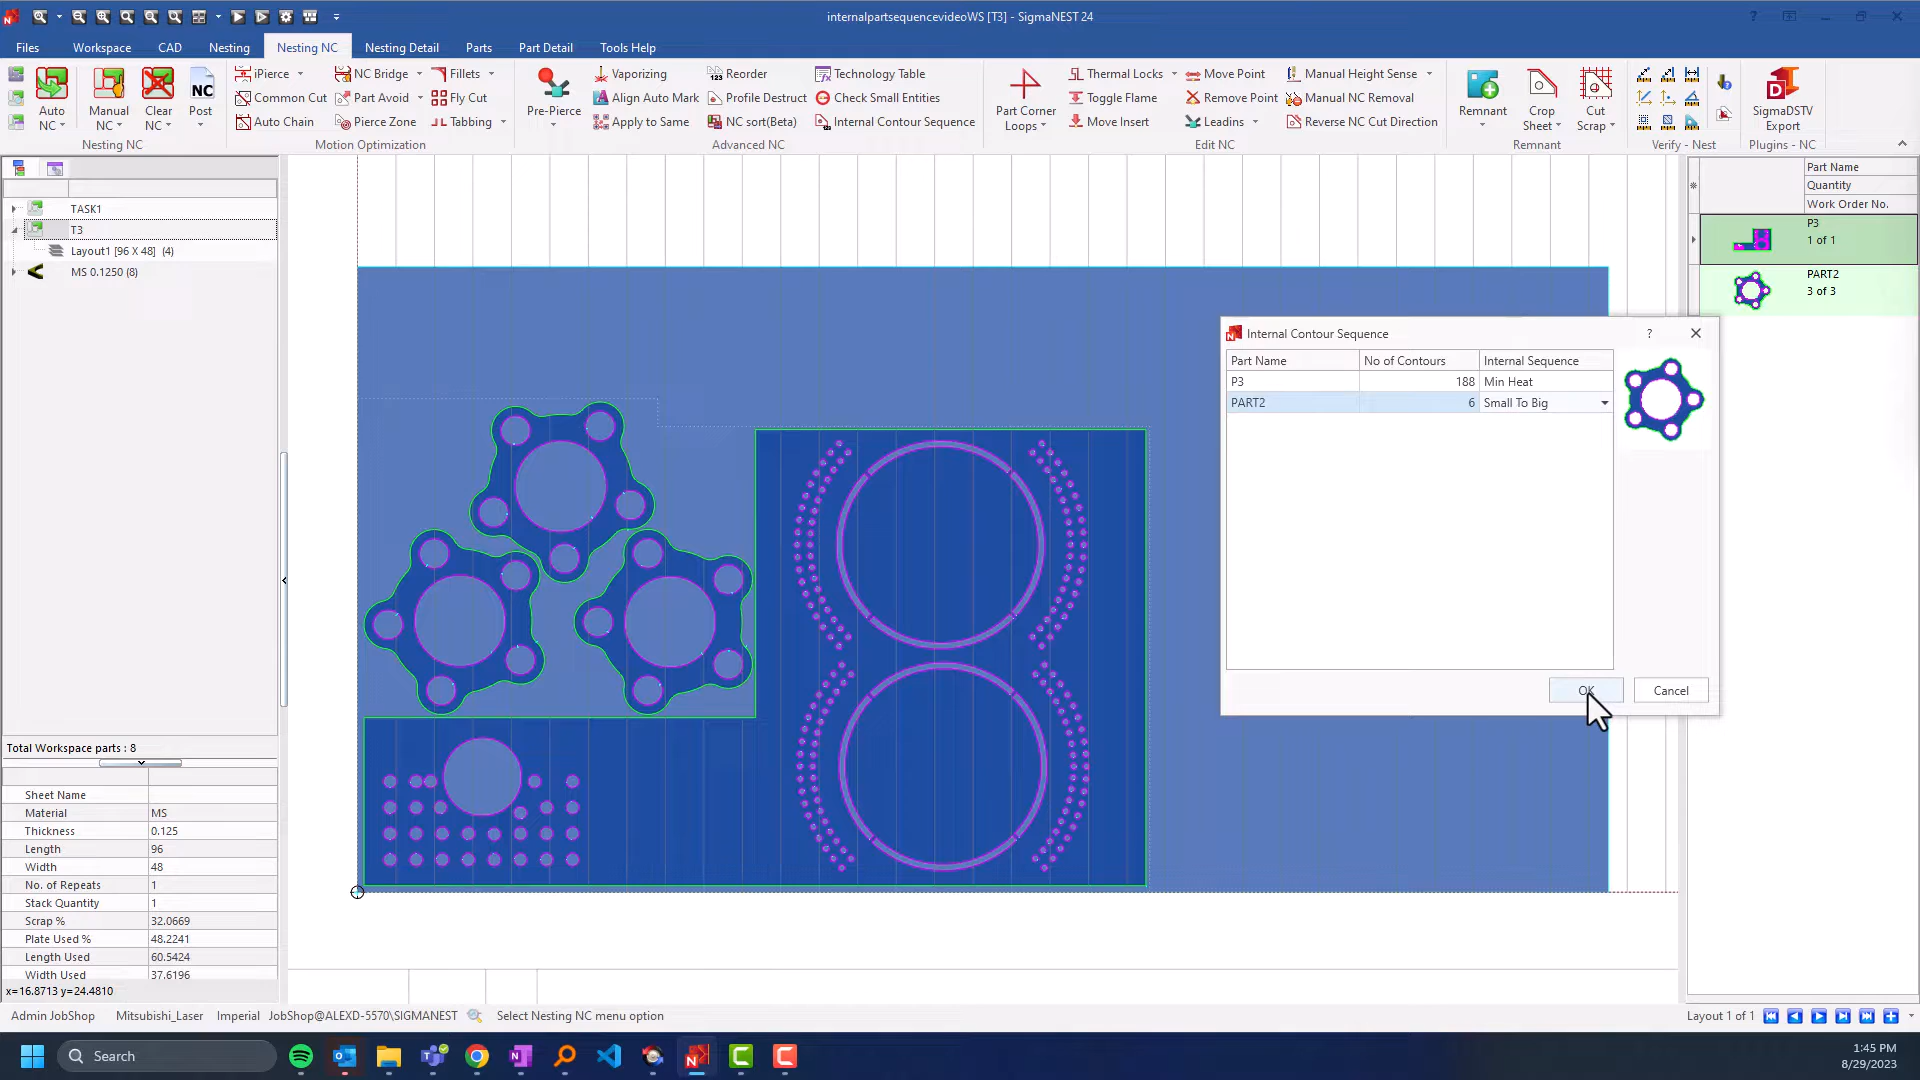 internalpartsequencevideoWS [T3] - SigmaNEST 24
Files Workspace CAD Nesting Nesting NC Nesting Detail Parts Part Detail Tools Help
Auto NC
Manual NC
Clear NC
Post
Nesting NC
iPierce NC Bridge Fillets
Common Cut Part Avoid Fly Cut
Auto Chain Pierce Zone Tabbing
Motion Optimization
Pre-Pierce
Vaporizing Reorder Technology Table
Align Auto Mark Profile Destruct Check Small Entities
Apply to Same NC sort(Beta) Internal Contour Sequence
Advanced NC
Part Corner Loops
Thermal Locks Move Point Manual Height Sense
Toggle Flame Remove Point Manual NC Removal
Move Insert Leadins Reverse NC Cut Direction
Edit NC
Remnant
Crop Sheet
Cut Scrap
Remnant
Verify - Nest
SigmaDSTV Export
Plugins - NC
TASK1
T3
Layout1 [96 X 48] (4)
MS 0.1250 (8)
Total Workspace parts : 8
Sheet Name
Material MS
Thickness 0.125
Length 96
Width 48
No. of Repeats 1
Stack Quantity 1
Scrap % 32.0669
Plate Used % 48.2241
Length Used 60.5424
Width Used 37.6196
x=16.8713 y=24.4810
Part Name
Quantity
Work Order No.
P3
1 of 1
PART2
3 of 3
Internal Contour Sequence
Part Name No of Contours Internal Sequence
P3 188 Min Heat
PART2 6 Small To Big
OK Cancel
Admin JobShop Mitsubishi_Laser Imperial JobShop@ALEXD-5570\SIGMANEST Select Nesting NC menu option Layout 1 of 1
Search
1:45 PM
8/29/2023